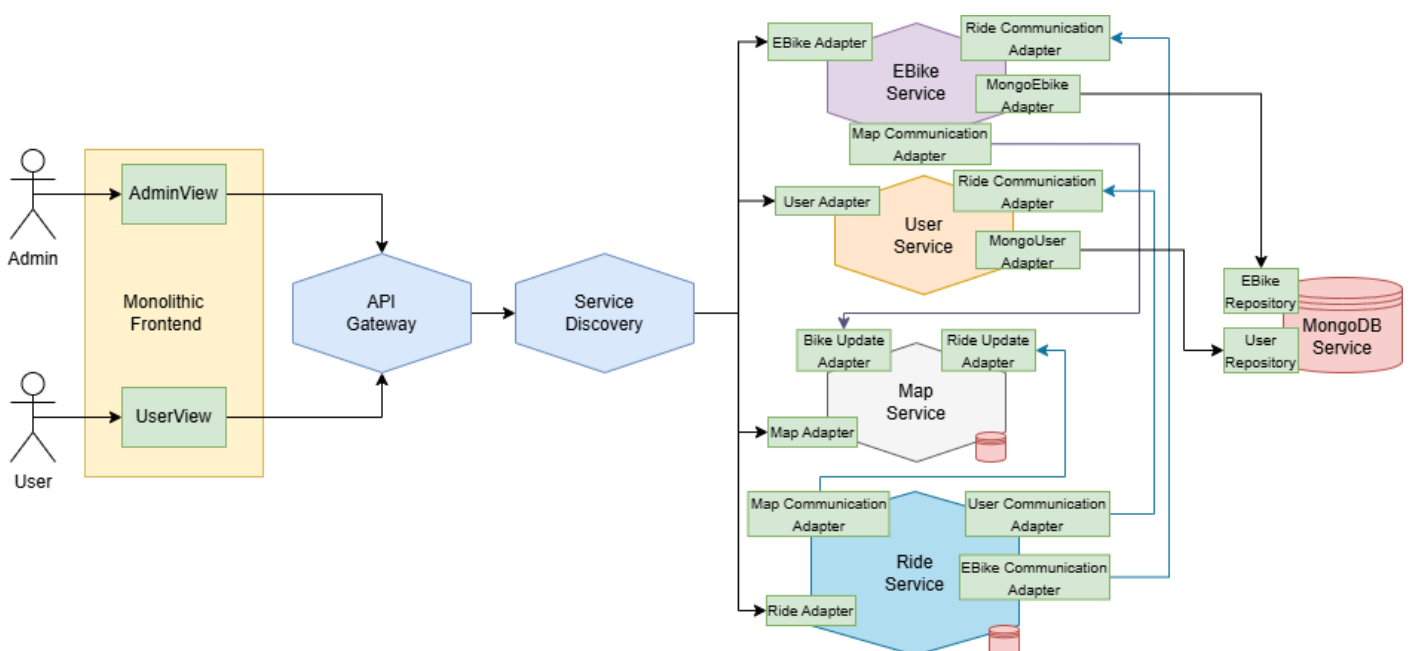 Admin
User
Monolithic
Frontend
AdminView
UserView
API
Gateway
Service
Discovery
EBike Adapter
EBike
Service
Ride Communication
Adapter
MongoEbike
Adapter
Map Communication
Adapter
User Adapter
User
Service
Ride Communication
Adapter
MongoUser
Adapter
Bike Update
Adapter
Ride Update
Adapter
Map
Service
Map Adapter
Map Communication
Adapter
User Communication
Adapter
Ride
Service
EBike Communication
Adapter
Ride Adapter
EBike
Repository
User
Repository
MongoDB
Service